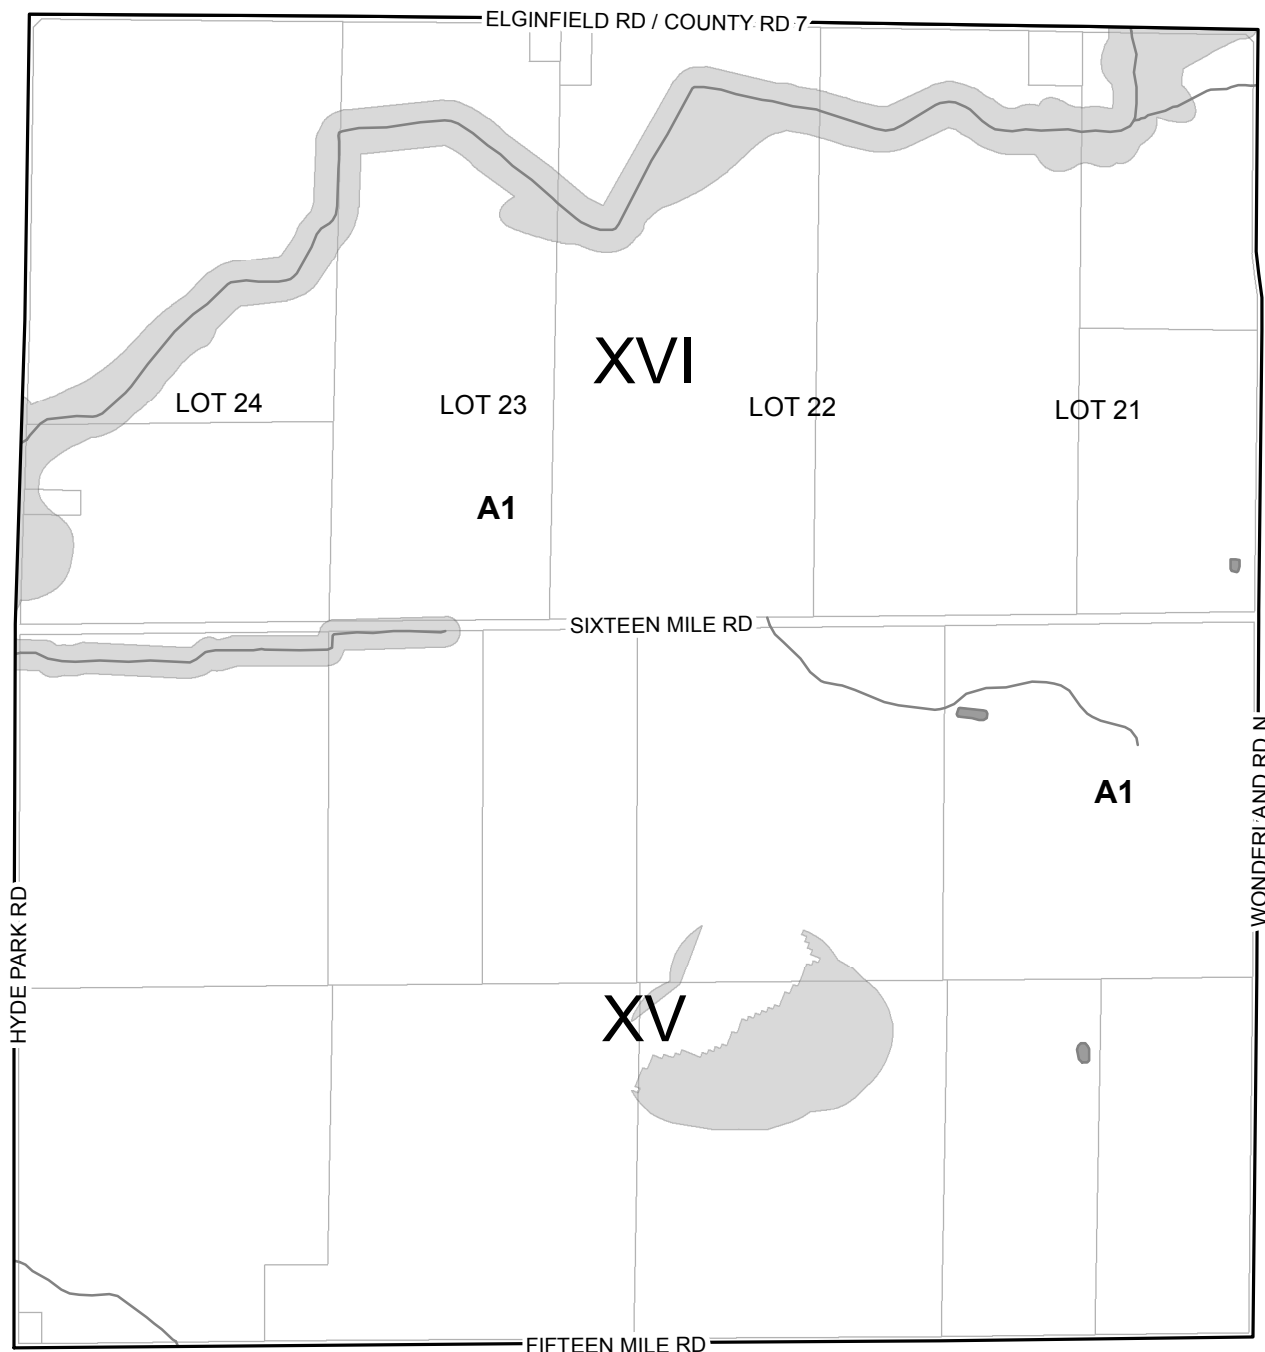 ELGINFIELD RD / COUNTY RD 7
XVI
LOT 24
LOT 23
LOT 22
LOT 21
A1
SIXTEEN MILE RD
A1
HYDE PARK RD
WONDERLAND RD N
XV
FIFTEEN MILE RD